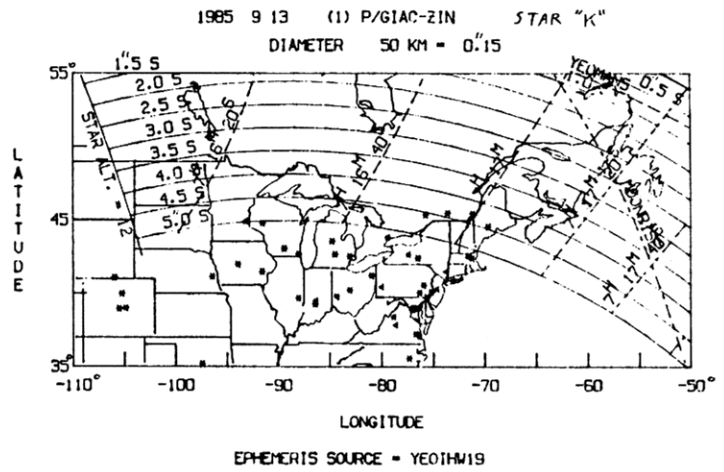 1985 9 13 (1) P/GIAC-ZIN STAR "K"
DIAMETER 50 KM = 0."15
55°
45
35
LATITUDE
1."5 S
2.0 S
2.5 S
3.0 S
3.5 S
4.0 S
4.5 S
5."0 S
STAR ALT. =
YEOMANS
0.5 S
-110°
-100
-90
-80
-70
-60
-50°
LONGITUDE
EPHEMERIS SOURCE = YEOIHW19